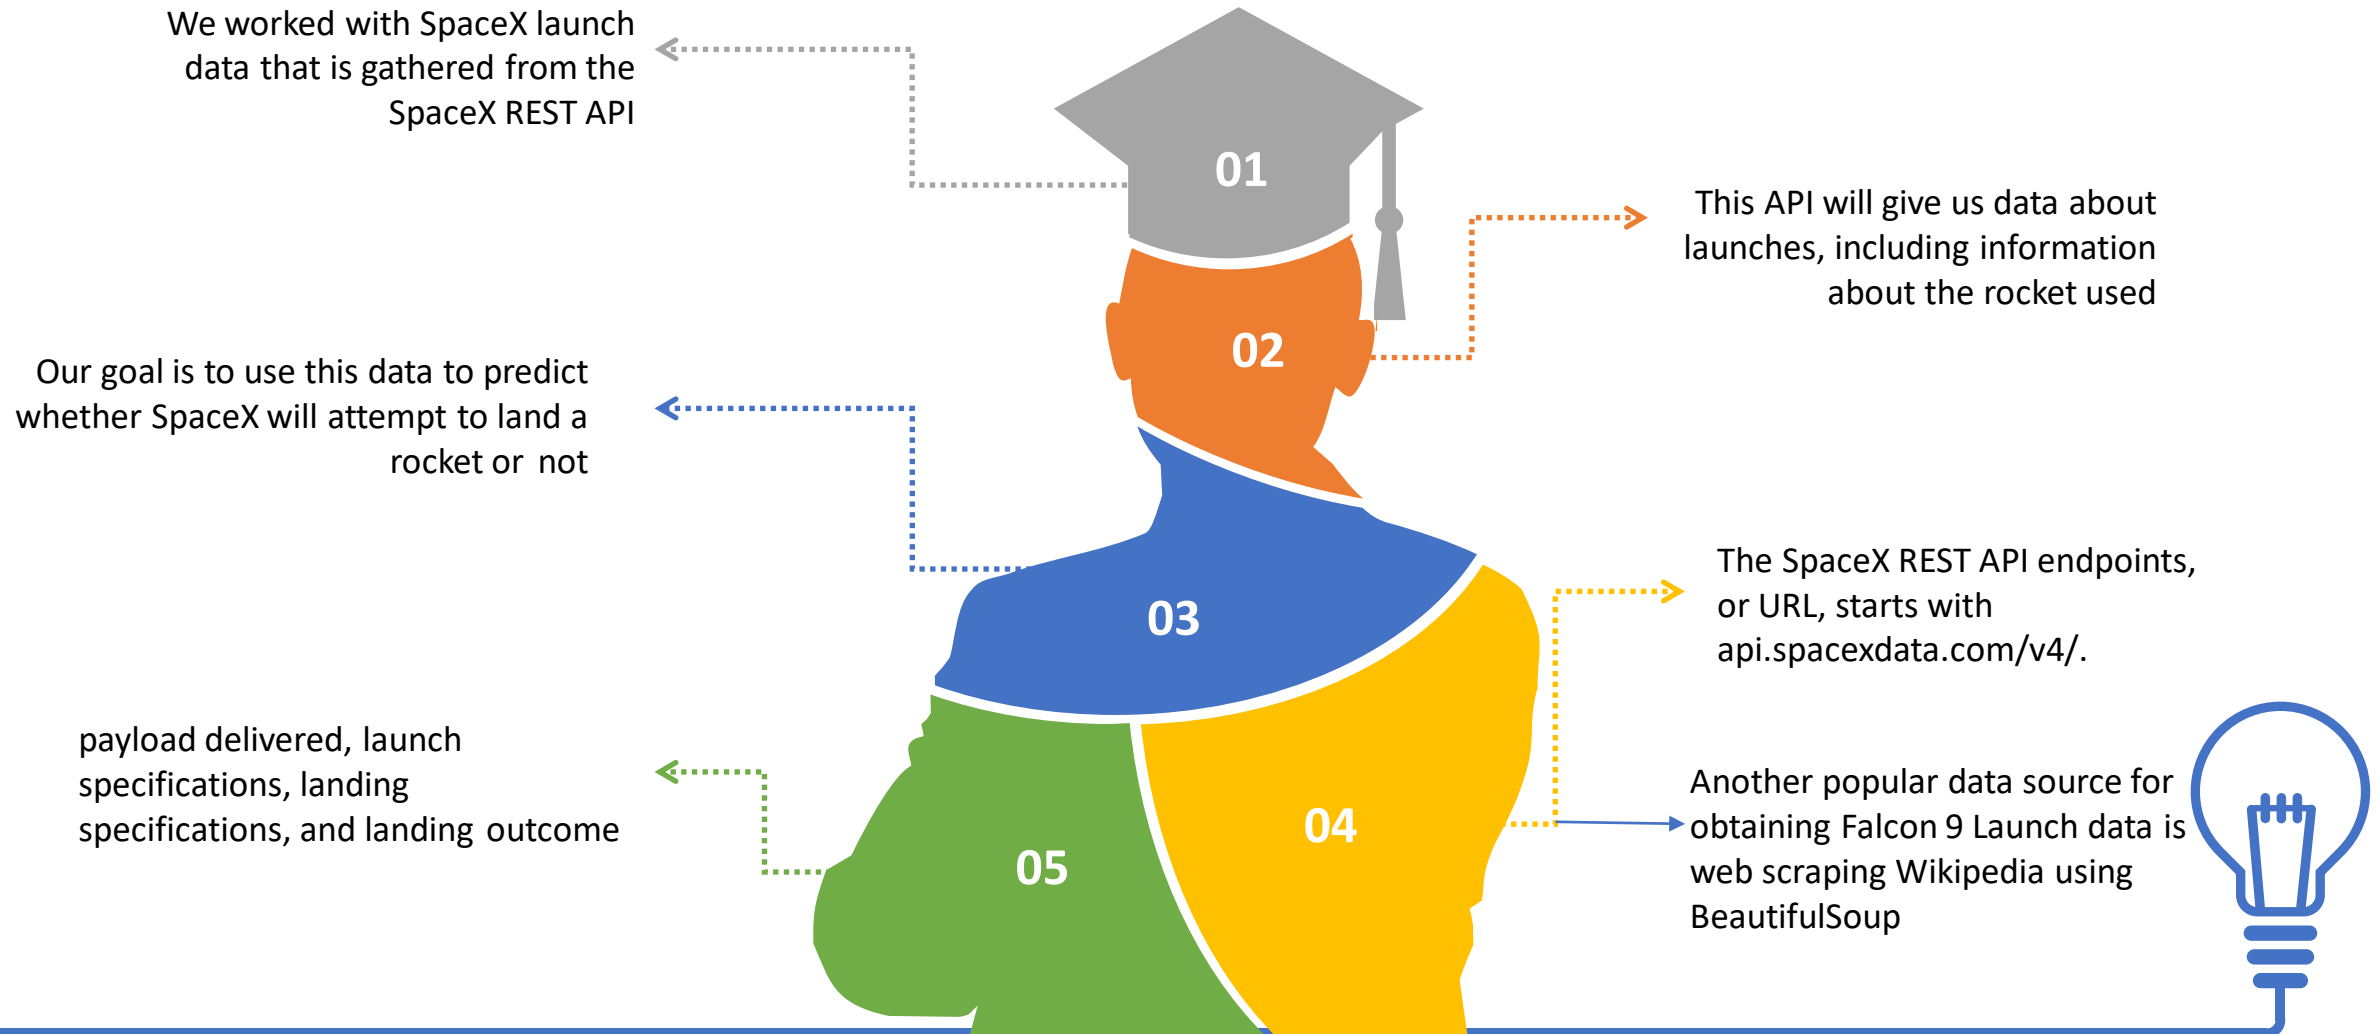 We worked with SpaceX launch
data that is gathered from the
SpaceX REST API
01
This API will give us data about
launches, including information
about the rocket used
02
Our goal is to use this data to predict
whether SpaceX will attempt to land a
rocket or not
03
The SpaceX REST API endpoints,
or URL, starts with
api.spacexdata.com/v4/.
04
Another popular data source for
obtaining Falcon 9 Launch data is
web scraping Wikipedia using
BeautifulSoup
payload delivered, launch
specifications, landing
specifications, and landing outcome
05